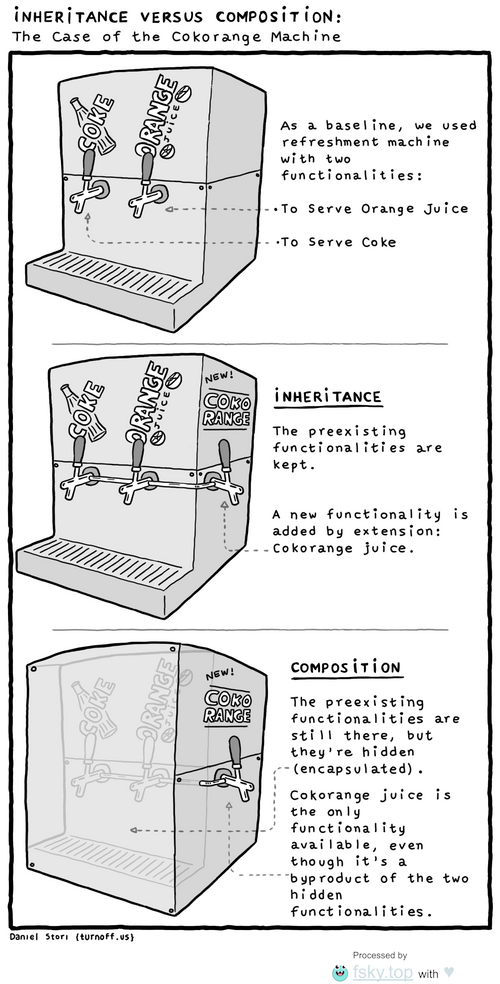 INHERITANCE VERSUS COMPOSITION:
The Case of the Cokorange Machine
COKE
ORANGE
JUICE
As a baseline, we used
refreshment machine
with two
functionalities:
•To Serve Orange Juice
•To Serve Coke
COKE
ORANGE
JUICE
NEW!
COKO
RANGE
INHERITANCE
The preexisting
functionalities are
kept.
A new functionality is
added by extension:
Cokorange juice.
COKE
ORANGE
JUICE
NEW!
COKO
RANGE
COMPOSITION
The preexisting
functionalities are
still there, but
they're hidden
(encapsulated).
Cokorange juice is
the only
functionality
available, even
though it's a
byproduct of the two
hidden
functionalities.
Daniel Stori {turnoff.us}
Processed by
fsky.top with ♥